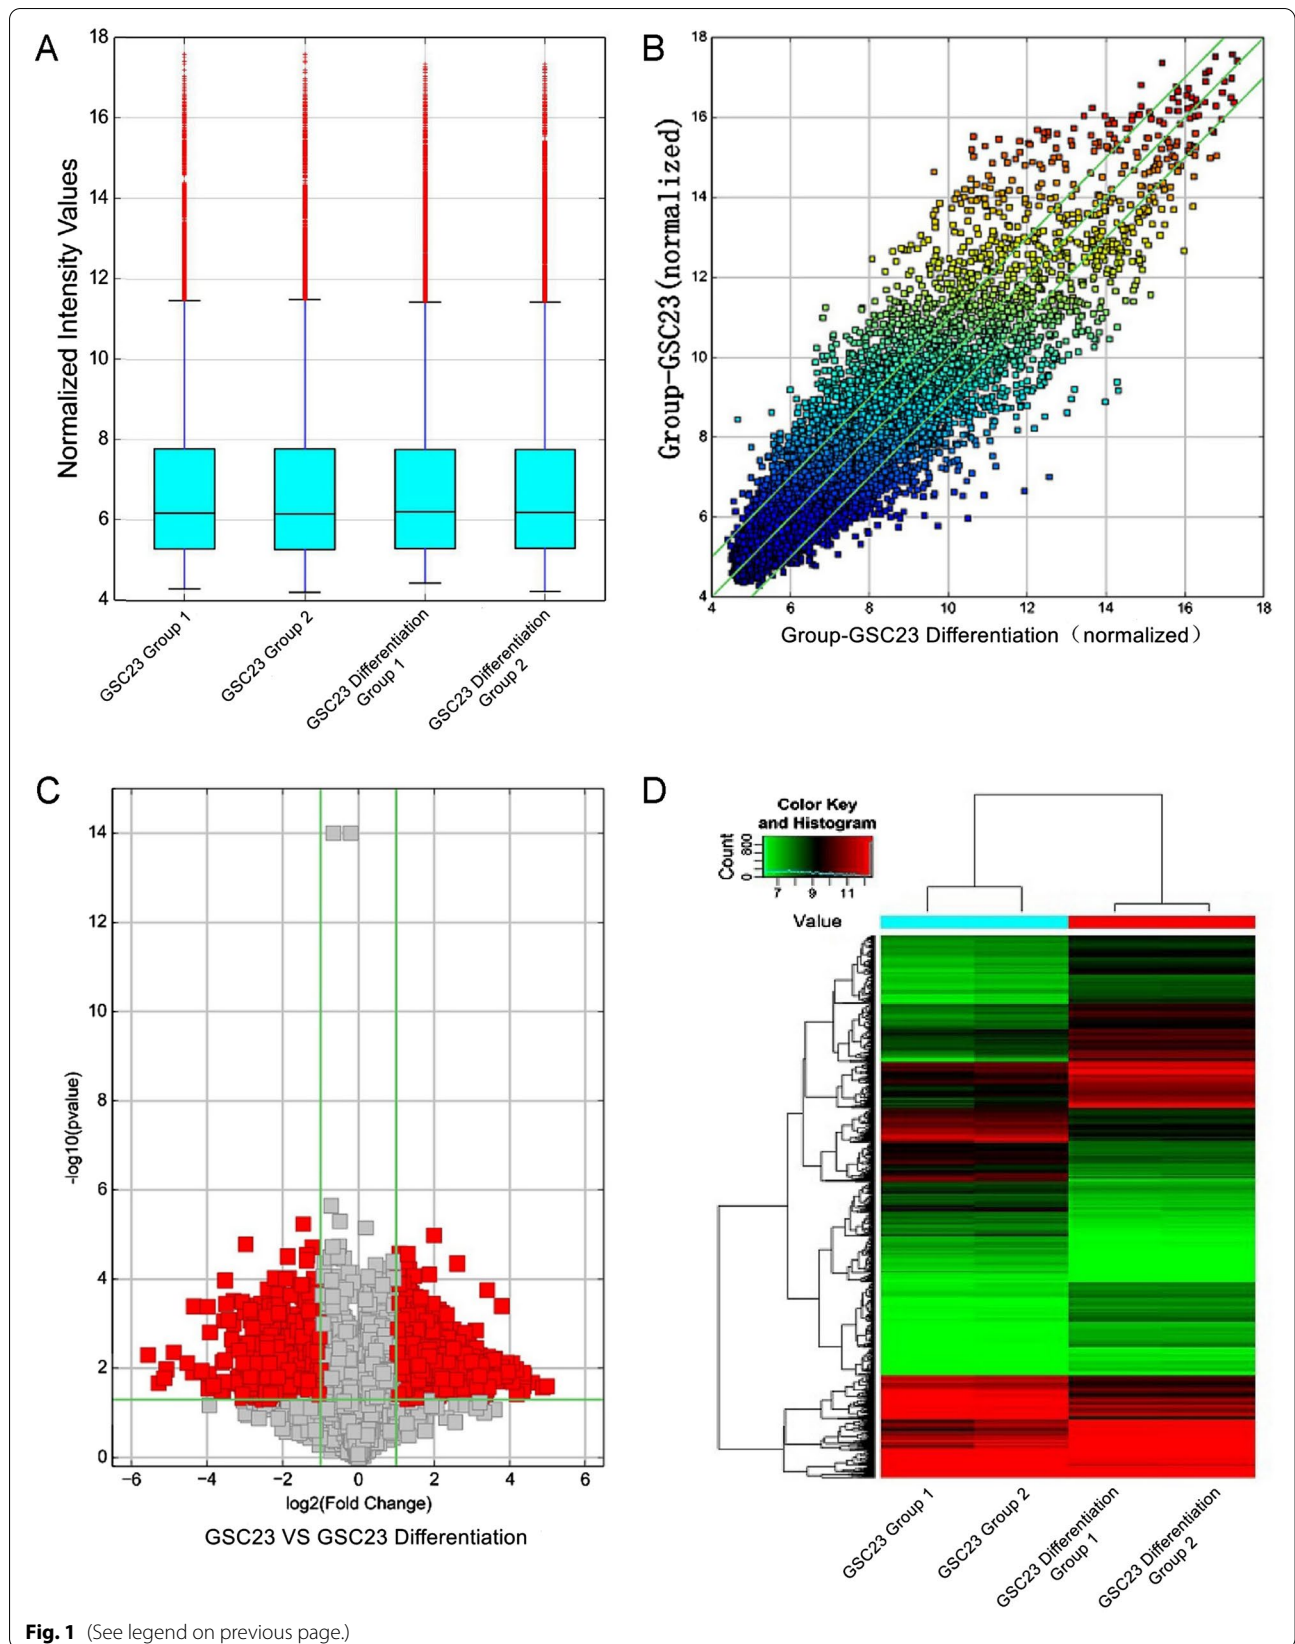 A
Normalized Intensity Values
18
16
14
12
10
8
6
4
GSC23 Group 1
GSC23 Group 2
GSC23 Differentiation
Group 1
GSC23 Differentiation
Group 2
B
Group-GSC23(normalized)
18
16
14
12
10
8
6
4
4 6 8 10 12 14 16 18
Group-GSC23 Differentiation（normalized）
C
-log10(pvalue)
14
12
10
8
6
4
2
0
−6 −4 −2 0 2 4 6
log2(Fold Change)
GSC23 VS GSC23 Differentiation
D
Color Key
and Histogram
Count
0 800
7 9 11
Value
GSC23 Group 1
GSC23 Group 2
GSC23 Differentiation
Group 1
GSC23 Differentiation
Group 2
Fig. 1 (See legend on previous page.)